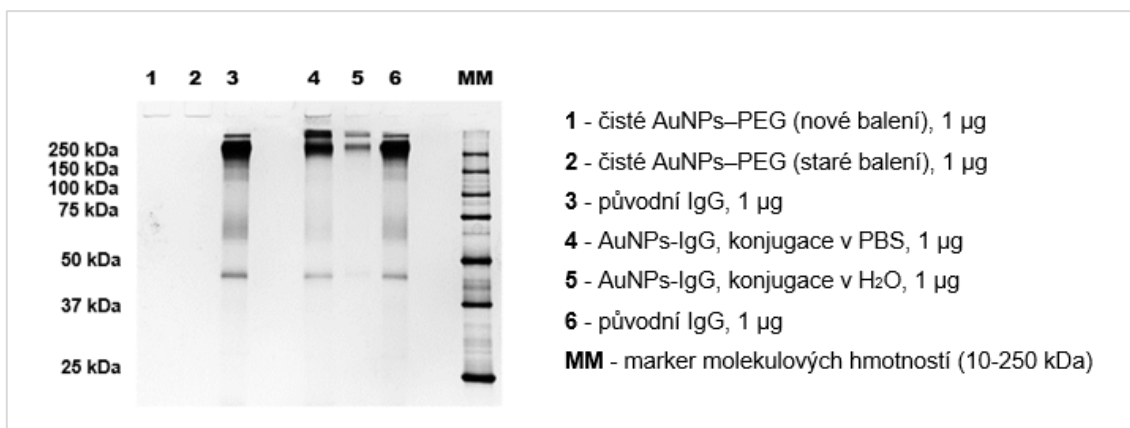 1 2 3 4 5 6 MM
250 kDa
150 kDa
100 kDa
75 kDa
50 kDa
37 kDa
25 kDa
1 - čisté AuNPs–PEG (nové balení), 1 µg
2 - čisté AuNPs–PEG (staré balení), 1 µg
3 - původní IgG, 1 µg
4 - AuNPs-IgG, konjugace v PBS, 1 µg
5 - AuNPs-IgG, konjugace v H₂O, 1 µg
6 - původní IgG, 1 µg
MM - marker molekulových hmotností (10-250 kDa)